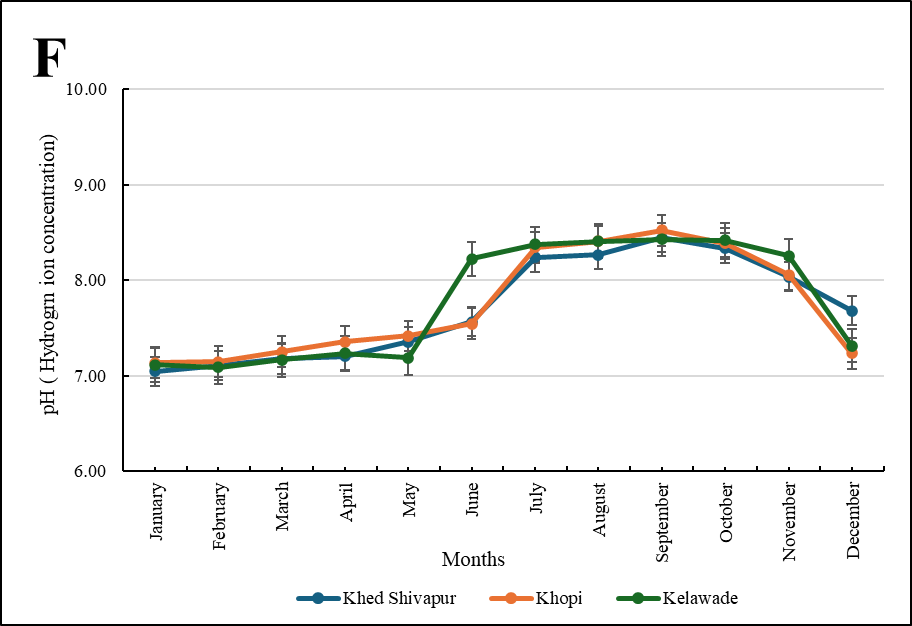 F
10.00
9.00
8.00
7.00
6.00
pH ( Hydrogrn ion concentration)
January
February
March
April
May
June
July
August
September
October
November
December
Months
Khed Shivapur
Khopi
Kelawade